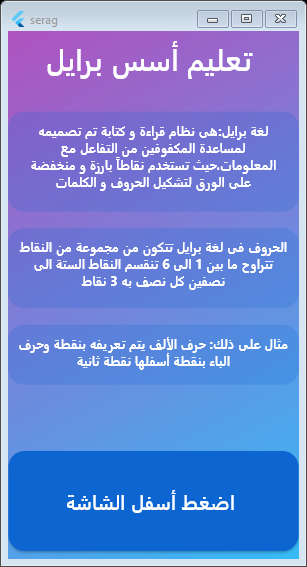 serag
تعليم أسس برايل
لغة برايل:هى نظام قراءة و كتابة تم تصميمه
لمساعدة المكفوفين من التفاعل مع
المعلومات،حيث تستخدم نقاطاً بارزة و منخفضة
على الورق لتشكيل الحروف و الكلمات
الحروف فى لغة برايل تتكون من مجموعة من النقاط
تتراوح ما بين 1 الى 6 تنقسم النقاط الستة الى
نصفين كل نصف به 3 نقاط
مثال على ذلك: حرف الألف يتم تعريفه بنقطة وحرف
الباء بنقطة أسفلها نقطة ثانية
اضغط أسفل الشاشة